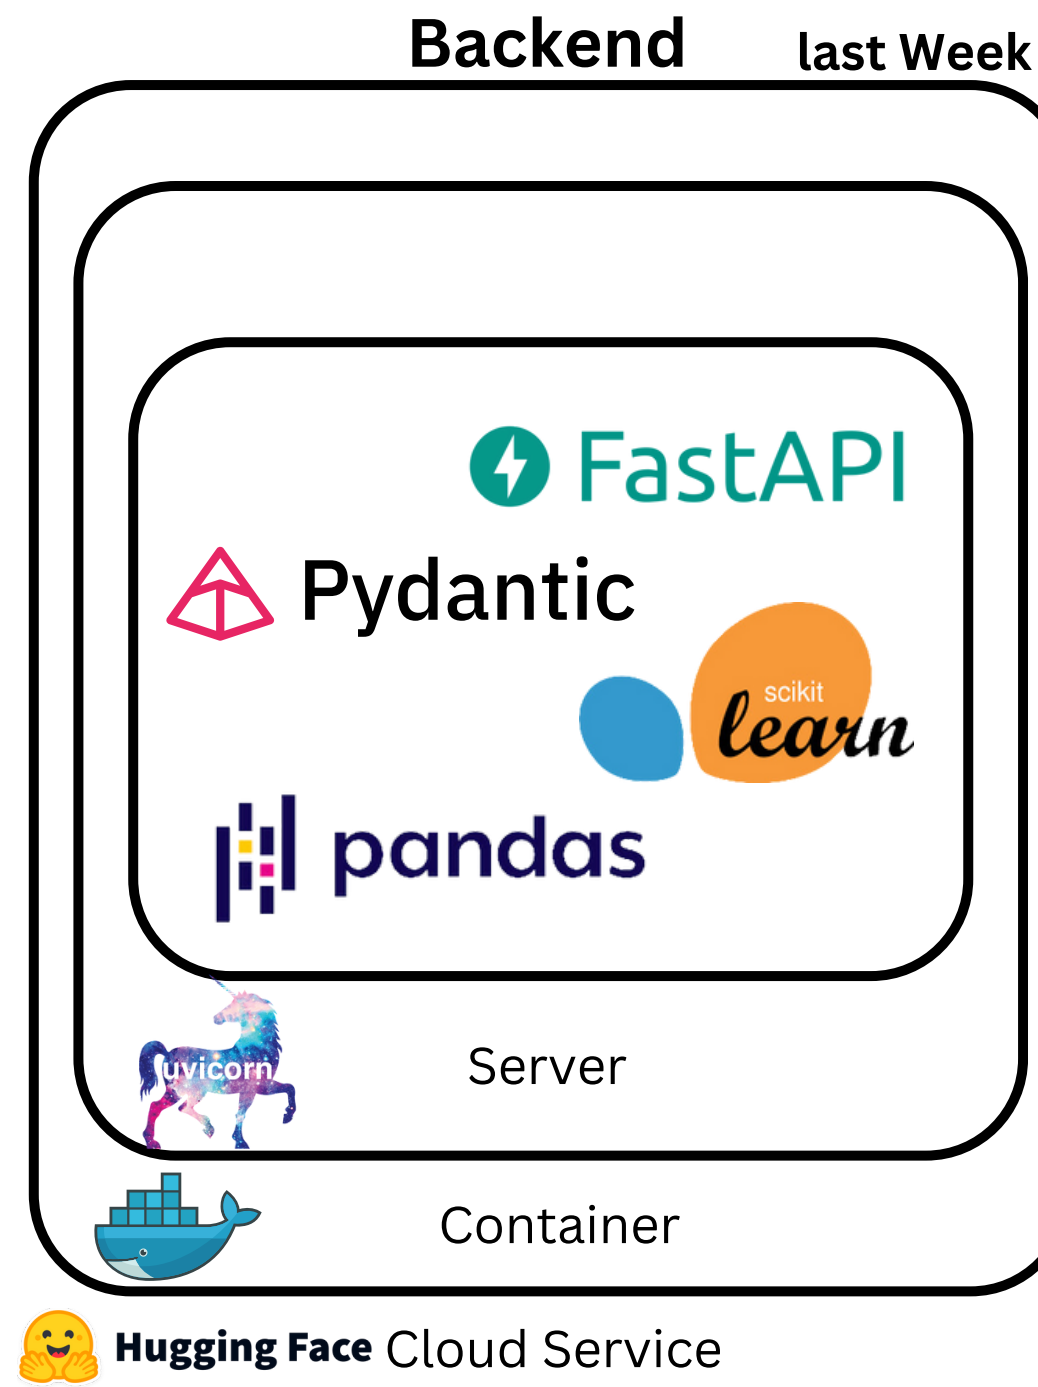 Backend
last Week
FastAPI
Pydantic
scikit
learn
pandas
uvicorn
Server
Container
Hugging Face Cloud Service